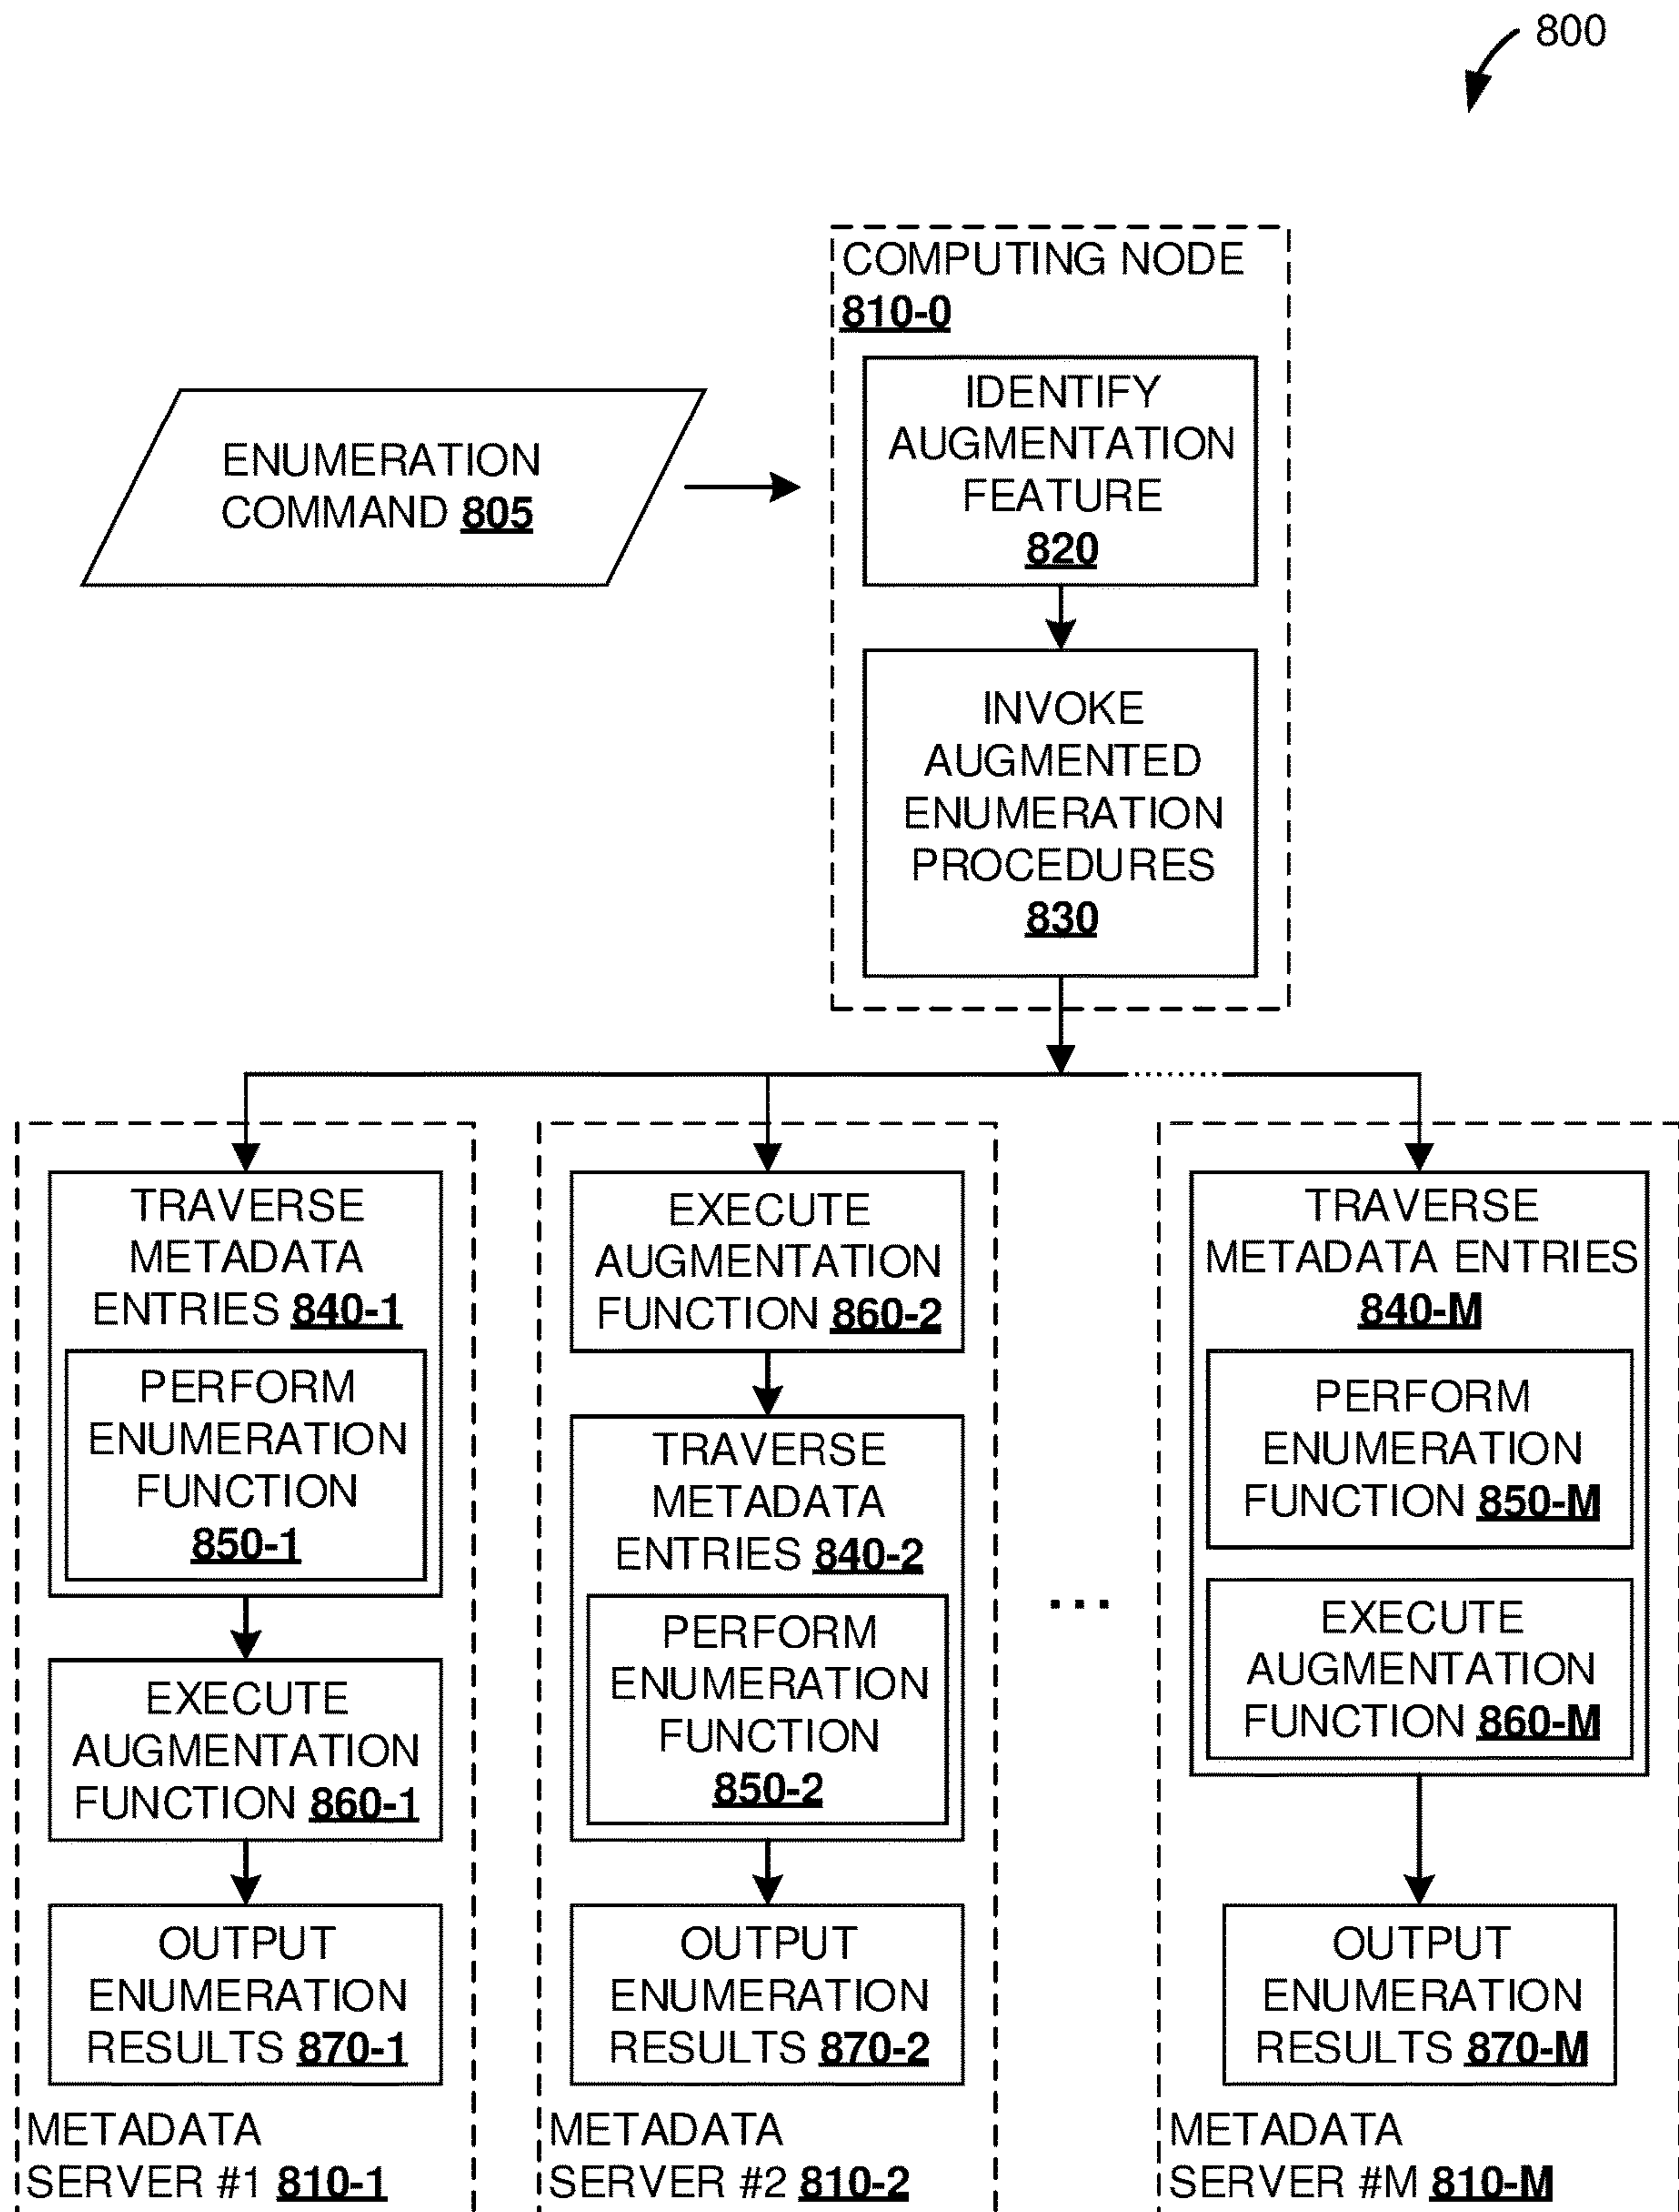 800
COMPUTING NODE
810-0
IDENTIFY
AUGMENTATION
FEATURE
820
ENUMERATION
COMMAND 805
INVOKE
AUGMENTED
ENUMERATION
PROCEDURES
830
TRAVERSE
METADATA
ENTRIES 840-1
PERFORM
ENUMERATION
FUNCTION
850-1
EXECUTE
AUGMENTATION
FUNCTION 860-1
OUTPUT
ENUMERATION
RESULTS 870-1
METADATA
SERVER #1 810-1
EXECUTE
AUGMENTATION
FUNCTION 860-2
TRAVERSE
METADATA
ENTRIES 840-2
PERFORM
ENUMERATION
FUNCTION
850-2
OUTPUT
ENUMERATION
RESULTS 870-2
METADATA
SERVER #2 810-2
...
TRAVERSE
METADATA ENTRIES
840-M
PERFORM
ENUMERATION
FUNCTION 850-M
EXECUTE
AUGMENTATION
FUNCTION 860-M
OUTPUT
ENUMERATION
RESULTS 870-M
METADATA
SERVER #M 810-M